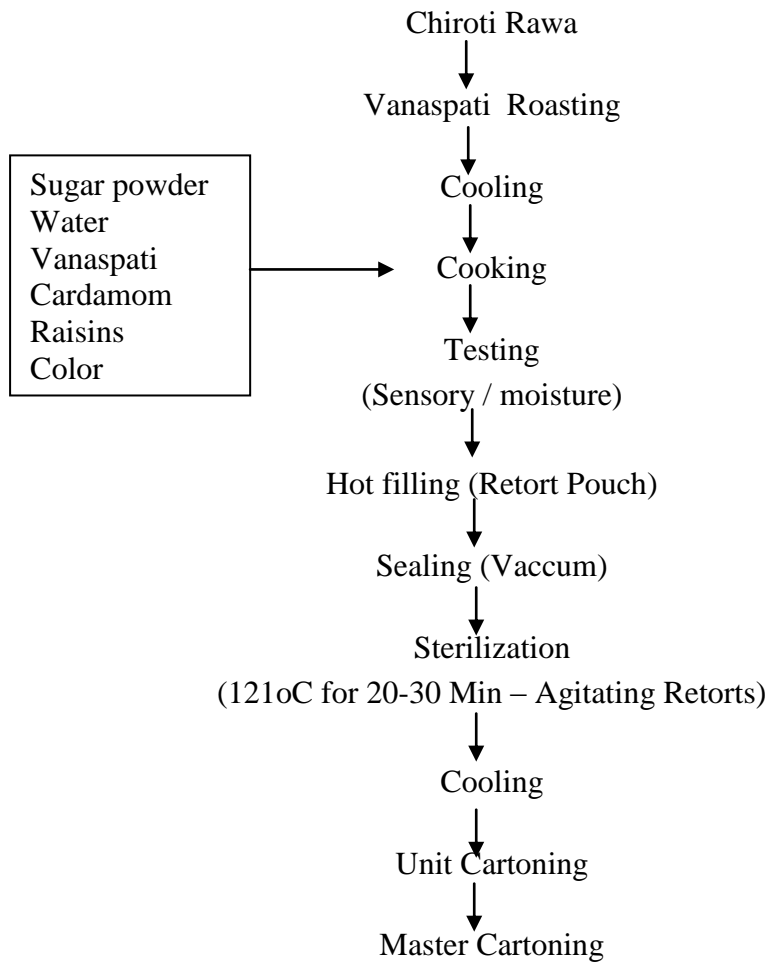 Chiroti Rawa
Vanaspati Roasting
Cooling
Sugar powder
Water
Vanaspati
Cardamom
Raisins
Color
Cooking
Testing
(Sensory / moisture)
Hot filling (Retort Pouch)
Sealing (Vaccum)
Sterilization
(121oC for 20-30 Min – Agitating Retorts)
Cooling
Unit Cartoning
Master Cartoning